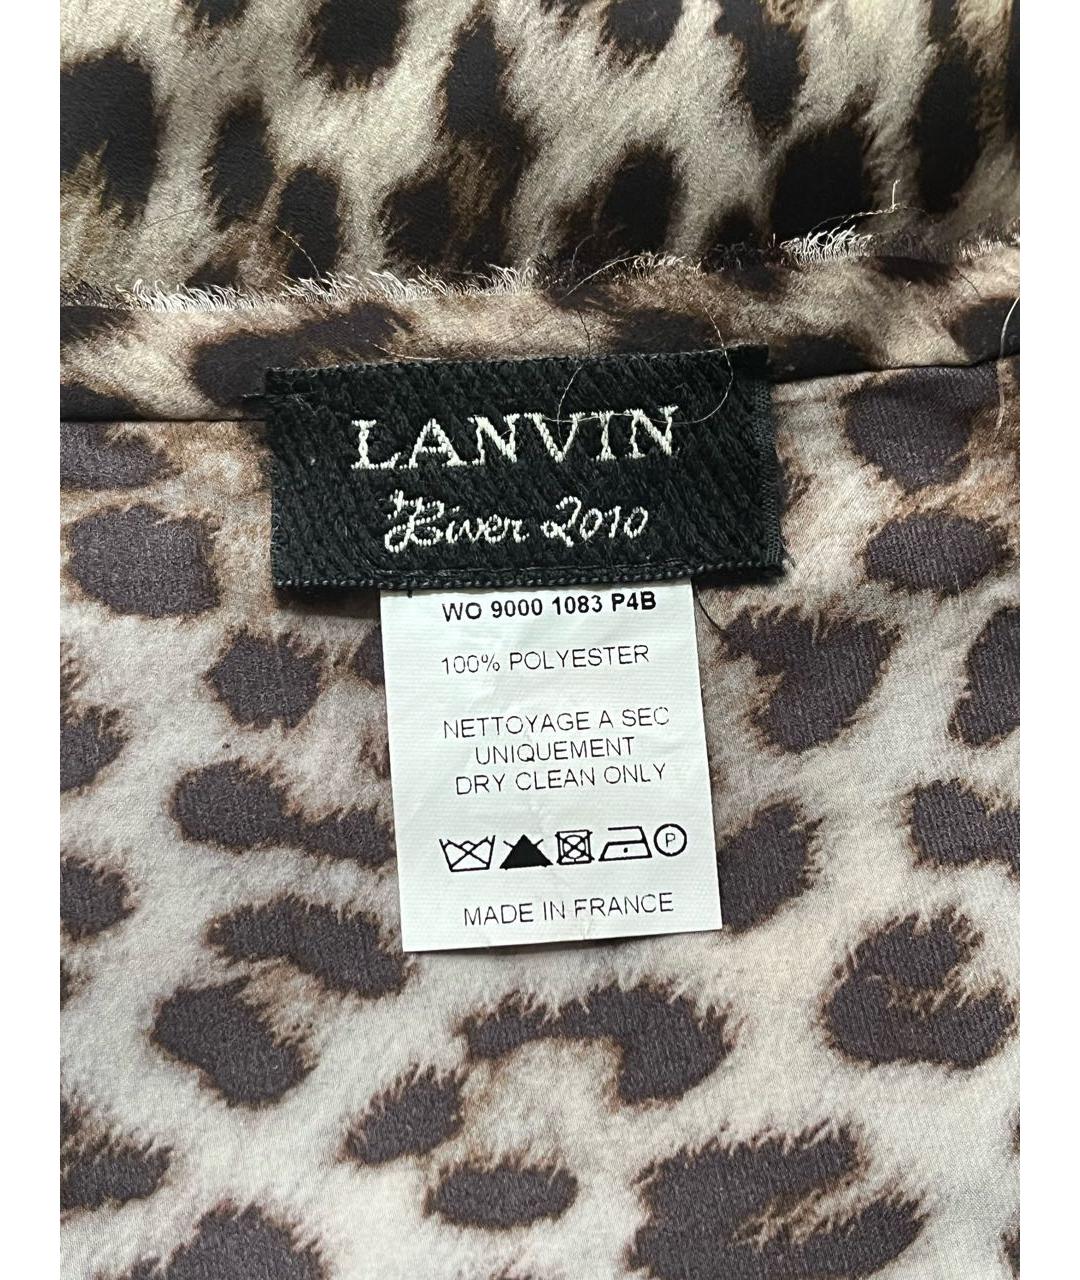 LANVIN
Hiver 2010
WO 9000 1083 P4B
100% POLYESTER
NETTOYAGE A SEC
UNIQUEMENT
DRY CLEAN ONLY
P
MADE IN FRANCE